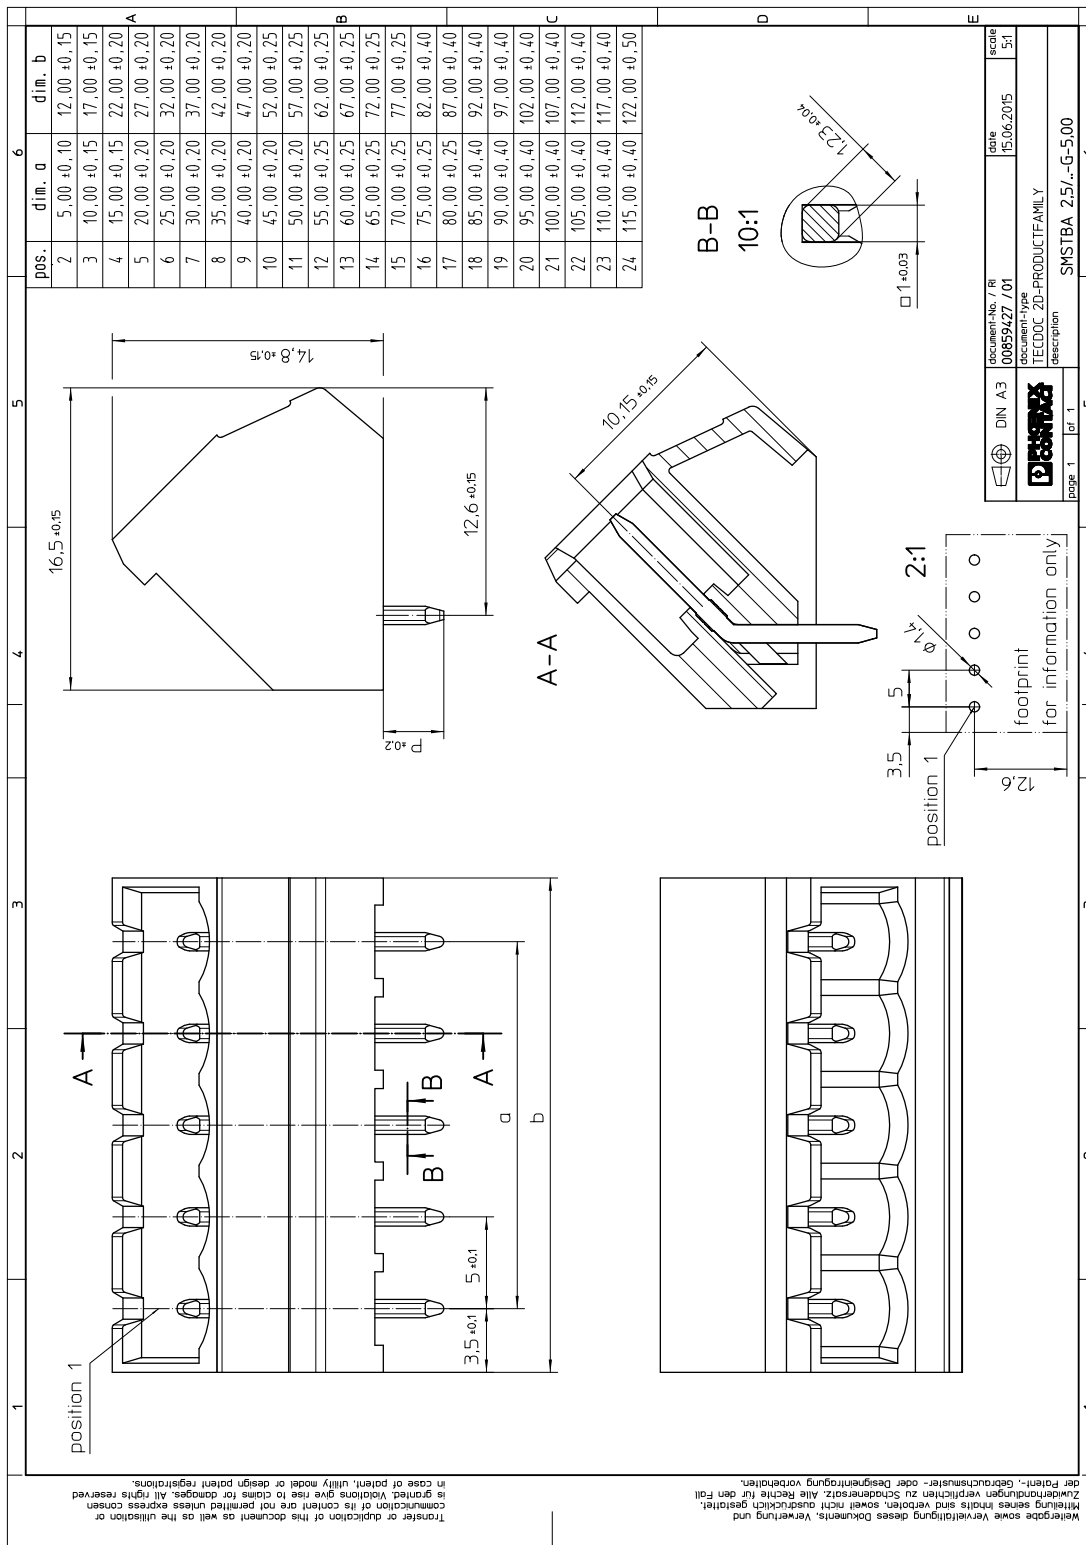 6
5
4
3
2
1
A
B
C
D
E
pos. dim. a dim. b
2 5,00 ±0,10 12,00 ±0,15
3 10,00 ±0,15 17,00 ±0,15
4 15,00 ±0,15 22,00 ±0,20
5 20,00 ±0,20 27,00 ±0,20
6 25,00 ±0,20 32,00 ±0,20
7 30,00 ±0,20 37,00 ±0,20
8 35,00 ±0,20 42,00 ±0,20
9 40,00 ±0,20 47,00 ±0,20
10 45,00 ±0,20 52,00 ±0,25
11 50,00 ±0,25 57,00 ±0,25
12 55,00 ±0,25 62,00 ±0,25
13 60,00 ±0,25 67,00 ±0,25
14 65,00 ±0,25 72,00 ±0,25
15 70,00 ±0,25 77,00 ±0,25
16 75,00 ±0,25 82,00 ±0,40
17 80,00 ±0,25 87,00 ±0,40
18 85,00 ±0,40 92,00 ±0,40
19 90,00 ±0,40 97,00 ±0,40
20 95,00 ±0,40 102,00 ±0,40
21 100,00 ±0,40 107,00 ±0,40
22 105,00 ±0,40 112,00 ±0,40
23 110,00 ±0,40 117,00 ±0,40
24 115,00 ±0,40 122,00 ±0,50
position 1
A
A
B
B
3,5 ±0,1
5 ±0,1
a
b
16,5 ±0,15
14,8 ±0,15
12,6 ±0,15
P ±0,2
A-A
10,15 ±0,15
B-B
10:1
1,23 ±0,04
□ 1 ±0,03
2:1
position 1
3,5
5
Ø1,4
12,6
footprint
for information only
DIN A3
document-No. / RI
00859427 / 01
date
15.06.2015
scale
5:1
PHOENIX
CONTACT
document-type
TECDOC 2D-PRODUCTFAMILY
page 1 of 1
description
SMSTBA 2,5/..-G-5,00
Transfer or duplication of this document as well as the utilisation or
communication of its content are not permitted unless express consen
is granted. Violations give rise to claims for damages. All rights reserved
in case of patent, utility model or design patent registrations.
Weitergabe sowie Vervielfältigung dieses Dokuments, Verwertung und
Mitteilung seines Inhalts sind verboten, soweit nicht ausdrücklich gestattet.
Zuwiderhandlungen verpflichten zu Schadenersatz. Alle Rechte für den Fall
der Patent-, Gebrauchsmuster- oder Designeintragung vorbehalten.